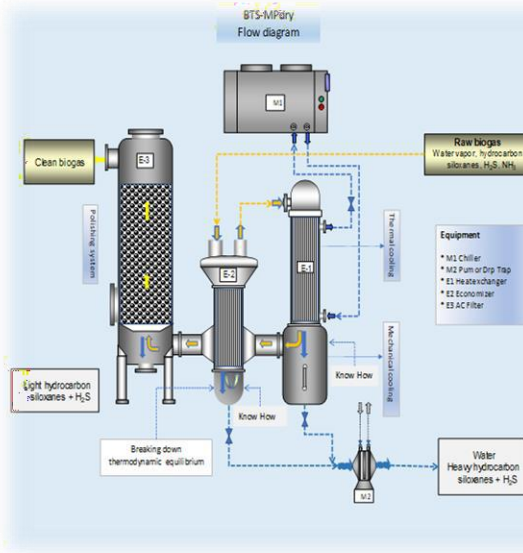 BTS-MPdry
Flow diagram
M1
E-3
Clean biogas
Raw biogas
Water vapor, hydrocarbon
siloxanes, H₂S, NH₃
Polishing system
E-2
E-1
Thermal cooling
Equipment
* M1 Chiller
* M2 Pum or Drp Trap
* E1 Heatexchanger
* E2 Economizer
* E3 AC Filter
Mechanical cooling
Light hydrocarbon
siloxanes + H₂S
Know How
Know How
Breaking down
thermodynamic equilibrium
Water
Heavy hydrocarbon
siloxanes + H₂S
M2